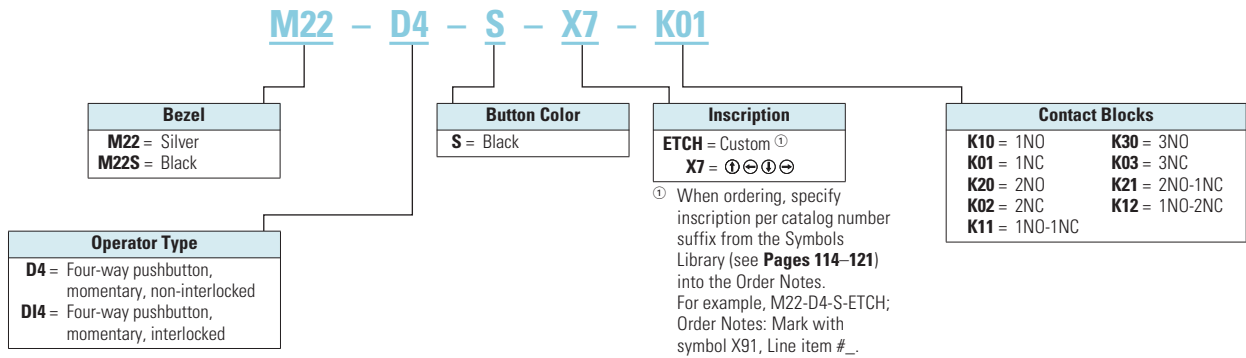 M22 – D4 – S – X7 – K01
Bezel
M22 = Silver
M22S = Black
Operator Type
D4 = Four-way pushbutton,
momentary, non-interlocked
DI4 = Four-way pushbutton,
momentary, interlocked
Button Color
S = Black
Inscription
ETCH = Custom ①
X7 =
① When ordering, specify
inscription per catalog number
suffix from the Symbols
Library (see Pages 114–121)
into the Order Notes.
For example, M22-D4-S-ETCH;
Order Notes: Mark with
symbol X91, Line item #_.
Contact Blocks
K10 = 1NO
K01 = 1NC
K20 = 2NO
K02 = 2NC
K11 = 1NO-1NC
K30 = 3NO
K03 = 3NC
K21 = 2NO-1NC
K12 = 1NO-2NC